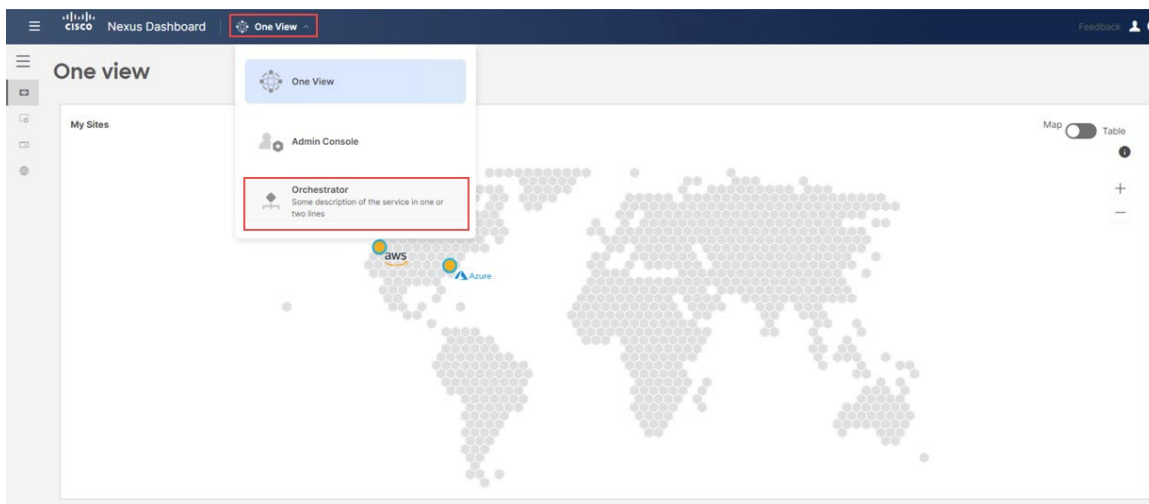 cisco Nexus Dashboard One View Feedback
One view
One View
Admin Console
Orchestrator
Some description of the service in one or
two lines
My Sites
Map Table
aws
Azure